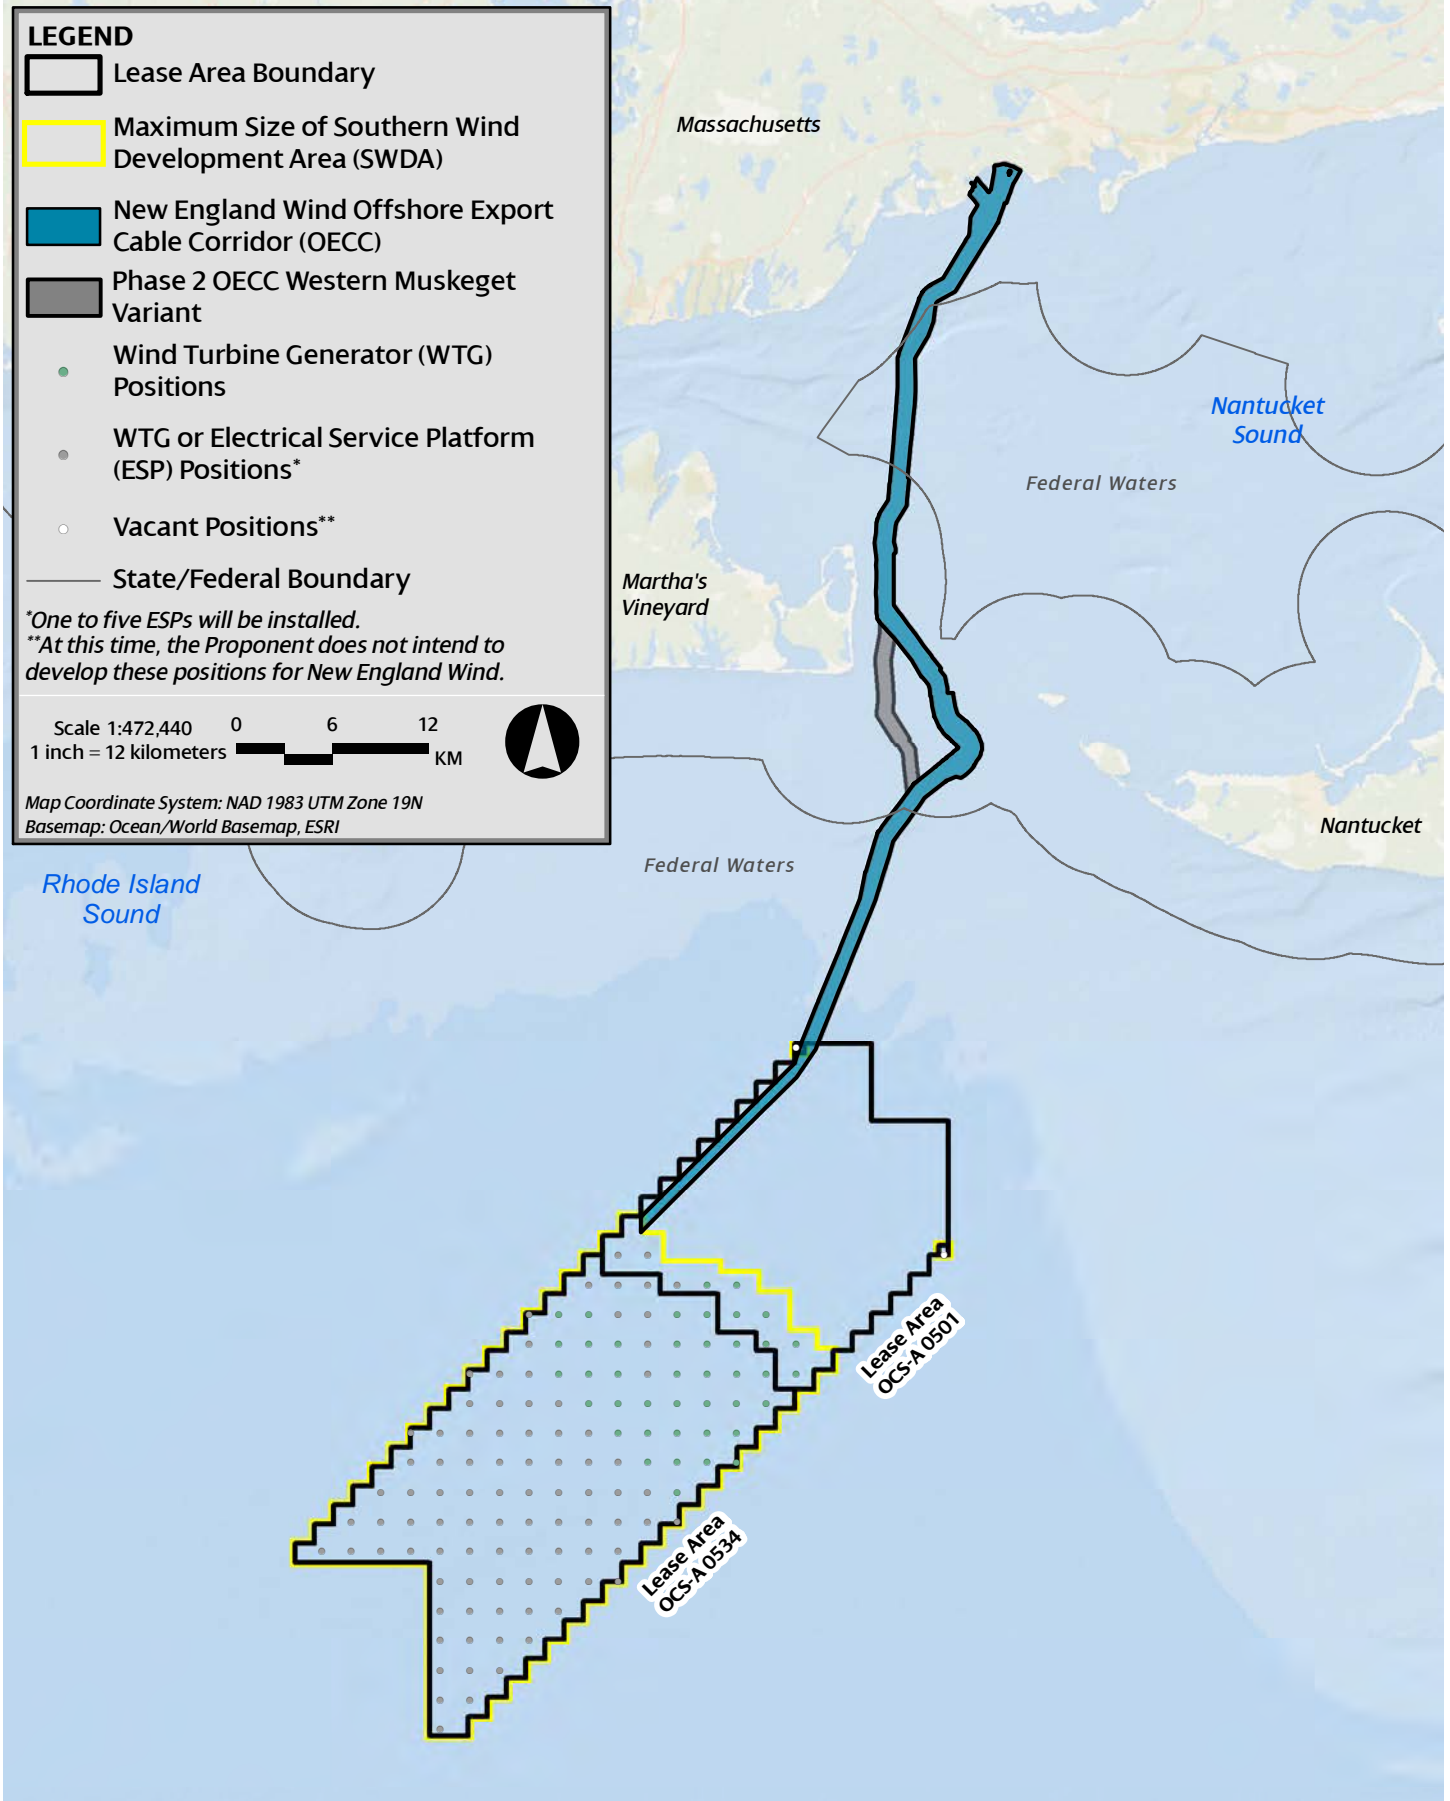 LEGEND
Lease Area Boundary
Maximum Size of Southern Wind
Development Area (SWDA)
New England Wind Offshore Export
Cable Corridor (OECC)
Phase 2 OECC Western Muskeget
Variant
Wind Turbine Generator (WTG)
Positions
WTG or Electrical Service Platform
(ESP) Positions*
Vacant Positions**
State/Federal Boundary
*One to five ESPs will be installed.
**At this time, the Proponent does not intend to
develop these positions for New England Wind.
Scale 1:472,440
1 inch = 12 kilometers
0 6 12
KM
Map Coordinate System: NAD 1983 UTM Zone 19N
Basemap: Ocean/World Basemap, ESRI
Massachusetts
Nantucket
Sound
Federal Waters
Martha's
Vineyard
Nantucket
Federal Waters
Rhode Island
Sound
Lease Area
OCS-A 0501
Lease Area
OCS-A 0534